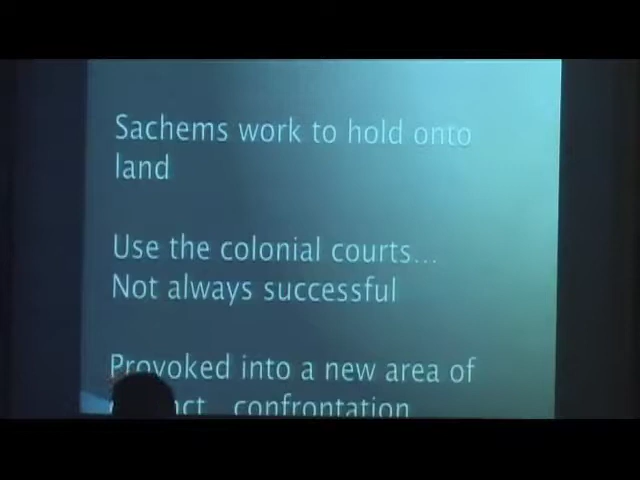 Sachems work to hold onto
land
Use the colonial courts...
Not always successful
Provoked into a new area of
confrontation